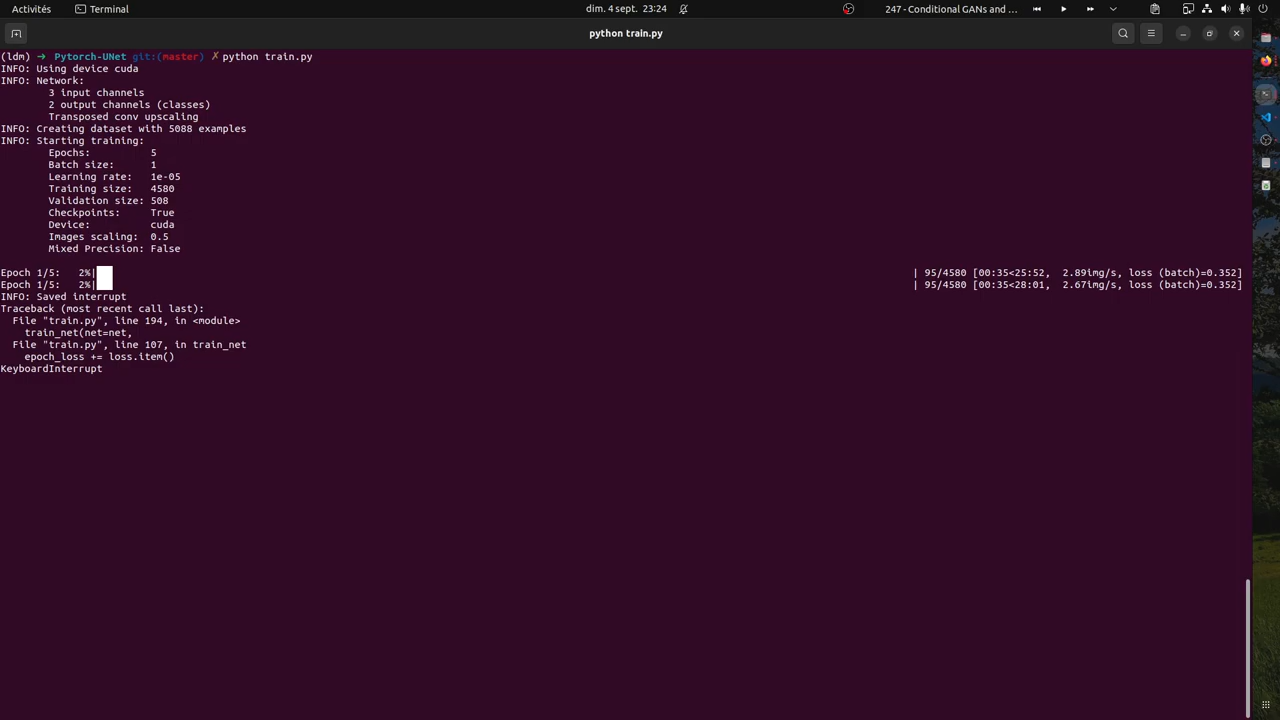 Activités
Terminal
dim. 4 sept. 23:24
247 - Conditional GANs and ...
python train.py
(ldm) ➜ Pytorch-UNet git:(master) ✗ python train.py
INFO: Using device cuda
INFO: Network:
3 input channels
2 output channels (classes)
Transposed conv upscaling
INFO: Creating dataset with 5088 examples
INFO: Starting training:
Epochs: 5
Batch size: 1
Learning rate: 1e-05
Training size: 4580
Validation size: 508
Checkpoints: True
Device: cuda
Images scaling: 0.5
Mixed Precision: False
Epoch 1/5: 2%| | 95/4580 [00:35<25:52, 2.89img/s, loss (batch)=0.352]
Epoch 1/5: 2%| | 95/4580 [00:35<28:01, 2.67img/s, loss (batch)=0.352]
INFO: Saved interrupt
Traceback (most recent call last):
File "train.py", line 194, in <module>
train_net(net=net,
File "train.py", line 107, in train_net
epoch_loss += loss.item()
KeyboardInterrupt